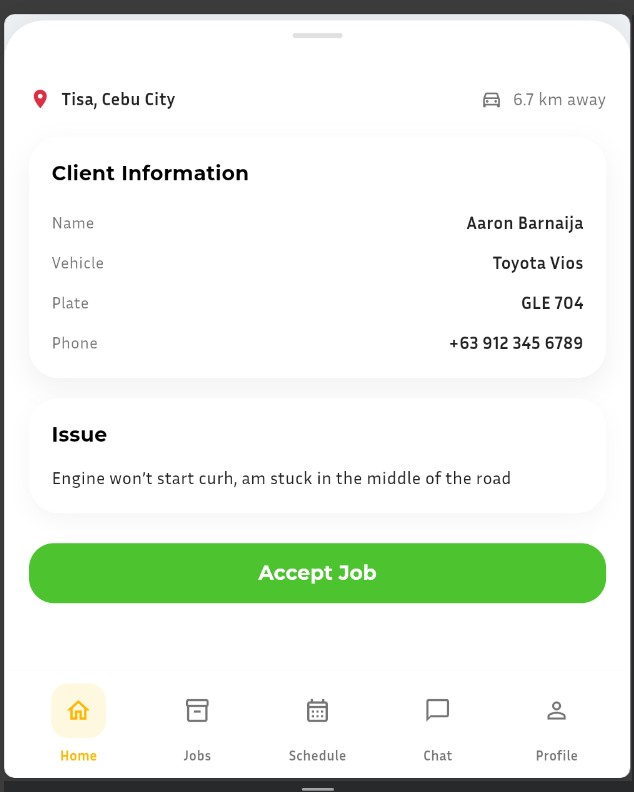 Tisa, Cebu City
6.7 km away
Client Information
Name Aaron Barnaija
Vehicle Toyota Vios
Plate GLE 704
Phone +63 912 345 6789
Issue
Engine won’t start curh, am stuck in the middle of the road
Accept Job
Home Jobs Schedule Chat Profile